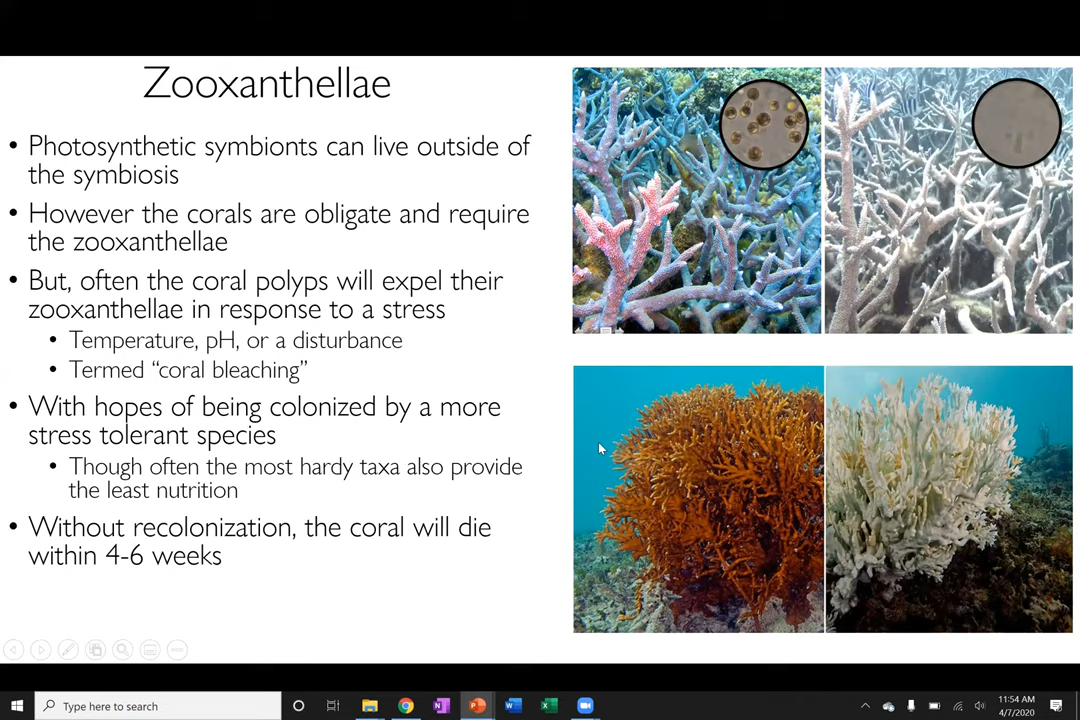 Zooxanthellae
• Photosynthetic symbionts can live outside of
the symbiosis
• However the corals are obligate and require
the zooxanthellae
• But, often the coral polyps will expel their
zooxanthellae in response to a stress
• Temperature, pH, or a disturbance
• Termed “coral bleaching”
• With hopes of being colonized by a more
stress tolerant species
• Though often the most hardy taxa also provide
the least nutrition
• Without recolonization, the coral will die
within 4-6 weeks
Type here to search
11:54 AM
4/7/2020